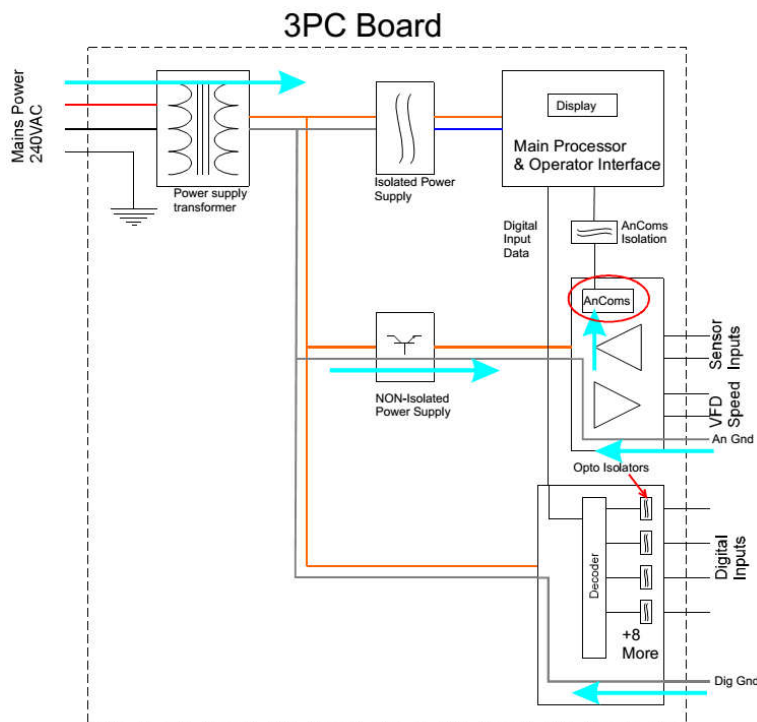 3PC Board
Mains Power
240VAC
Power supply
transformer
Isolated Power
Supply
Display
Main Processor
& Operator Interface
Digital
Input
Data
AnComs
Isolation
AnComs
NON-Isolated
Power Supply
Sensor
Inputs
VFD
Speed
An Gnd
Opto Isolators
Decoder
Digital
Inputs
+8
More
Dig Gnd